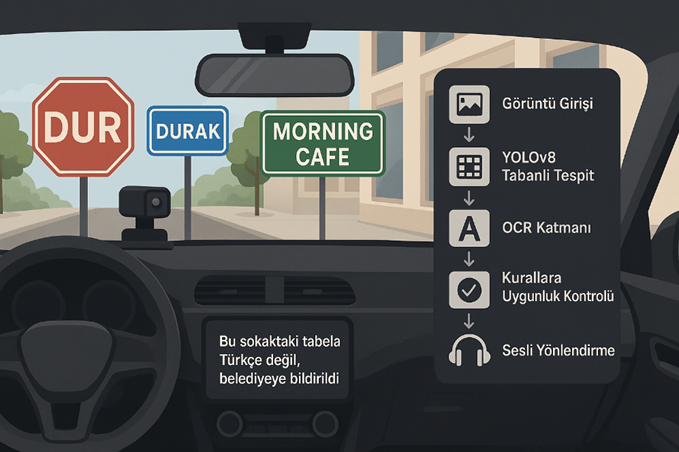 DUR
DURAK
MORNING
CAFE
Bu sokaktaki tabela
Türkçe değil,
belediyeye bildirildi
Görüntü Girişi
YOLOv8
Tabanli Tespit
A
OCR Katmanı
Kurallara
Uygunluk Kontrolü
Sesli Yönlendirme